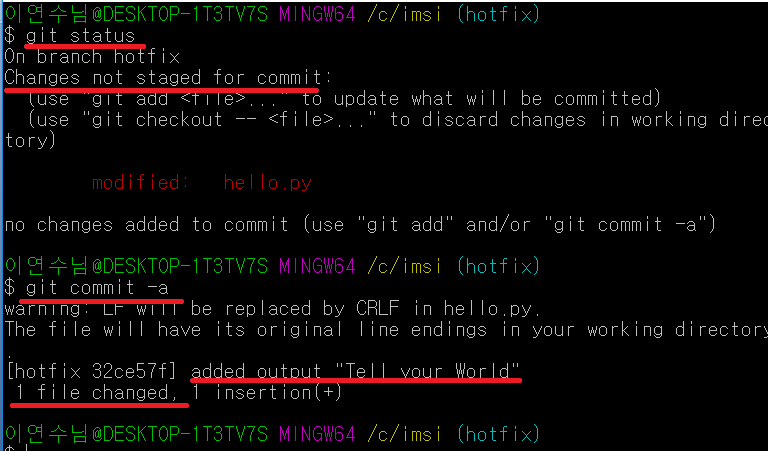 이연수님@DESKTOP-1T3TV7S MINGW64 /c/imsi (hotfix)
$ git status
On branch hotfix
Changes not staged for commit:
(use "git add <file>..." to update what will be committed)
(use "git checkout -- <file>..." to discard changes in working direc
tory)
modified: hello.py
no changes added to commit (use "git add" and/or "git commit -a")
이연수님@DESKTOP-1T3TV7S MINGW64 /c/imsi (hotfix)
$ git commit -a
warning: LF will be replaced by CRLF in hello.py.
The file will have its original line endings in your working directory
.
[hotfix 32ce57f] added output "Tell your World"
1 file changed, 1 insertion(+)
이연수님@DESKTOP-1T3TV7S MINGW64 /c/imsi (hotfix)